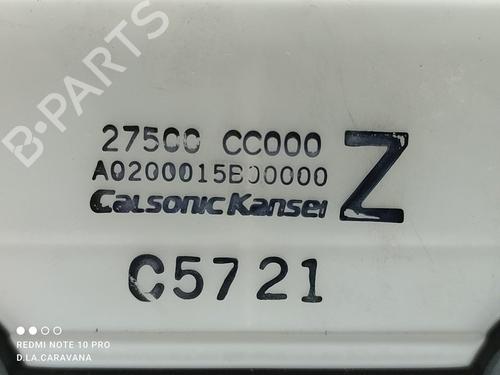 B-PARTS
27500 CC000
A0200015B00000
Z
CALSONIC KANSEI
C5721
REDMI NOTE 10 PRO
D.LA.CARAVANA